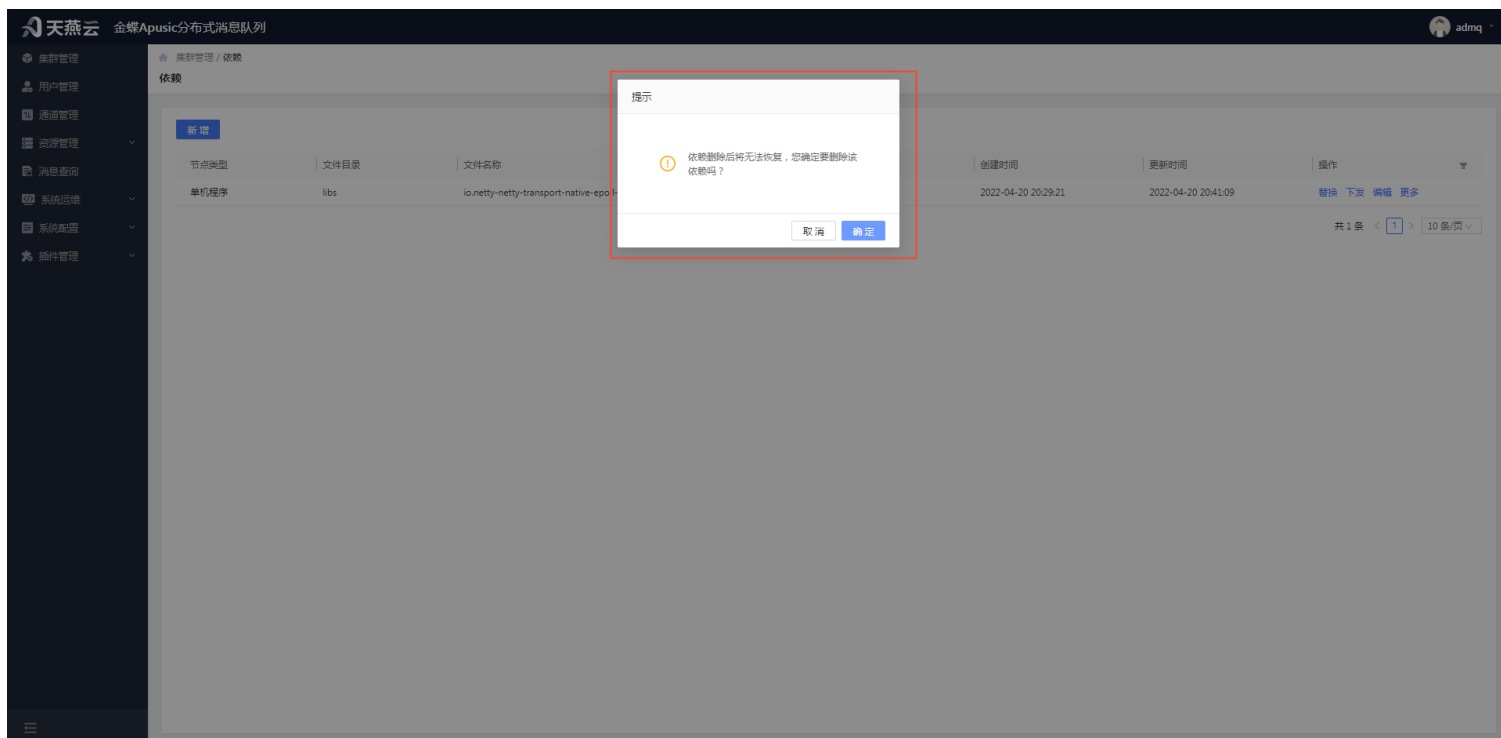 天燕云 金蝶Apusic分布式消息队列
admq
集群管理
用户管理
通道管理
资源管理
消息查询
系统运维
系统配置
插件管理
集群管理 / 依赖
依赖
新 增
节点类型 文件目录 文件名称 创建时间 更新时间 操作
单机程序 libs io.netty-netty-transport-native-epoll- 2022-04-20 20:29:21 2022-04-20 20:41:09 替换 下发 编辑 更多
共 1 条 < 1 > 10 条/页
提示
依赖删除后将无法恢复，您确定要删除该
依赖吗？
取 消 确 定